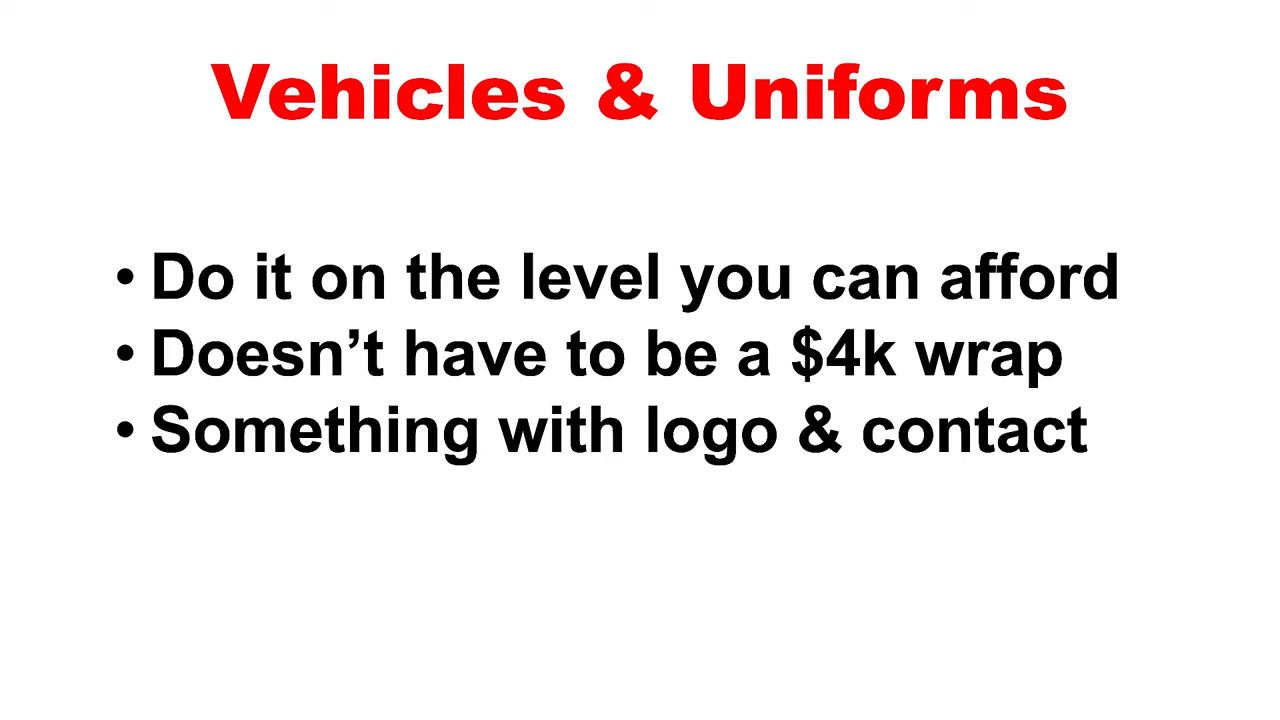 Vehicles & Uniforms
• Do it on the level you can afford
• Doesn’t have to be a $4k wrap
• Something with logo & contact